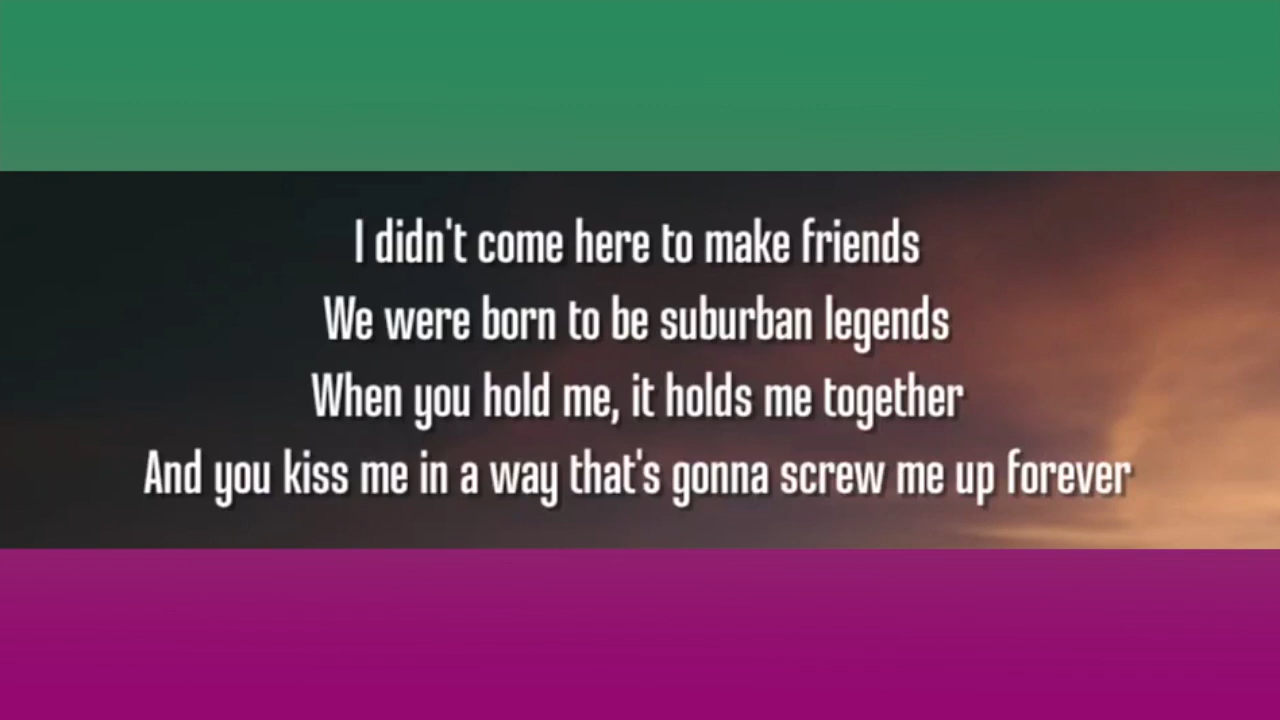 I didn't come here to make friends
We were born to be suburban legends
When you hold me, it holds me together
And you kiss me in a way that's gonna screw me up forever